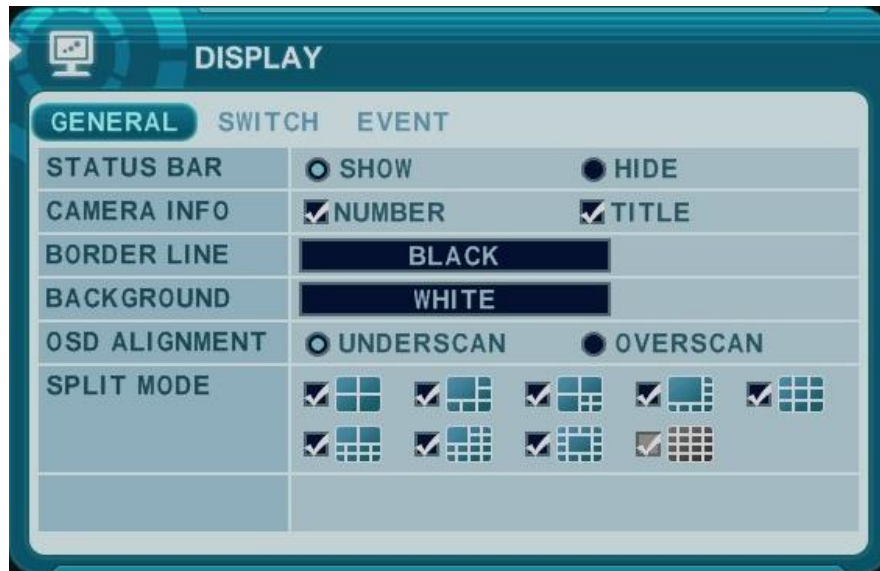 DISPLAY
GENERAL SWITCH EVENT
STATUS BAR SHOW HIDE
CAMERA INFO NUMBER TITLE
BORDER LINE BLACK
BACKGROUND WHITE
OSD ALIGNMENT UNDERSCAN OVERSCAN
SPLIT MODE